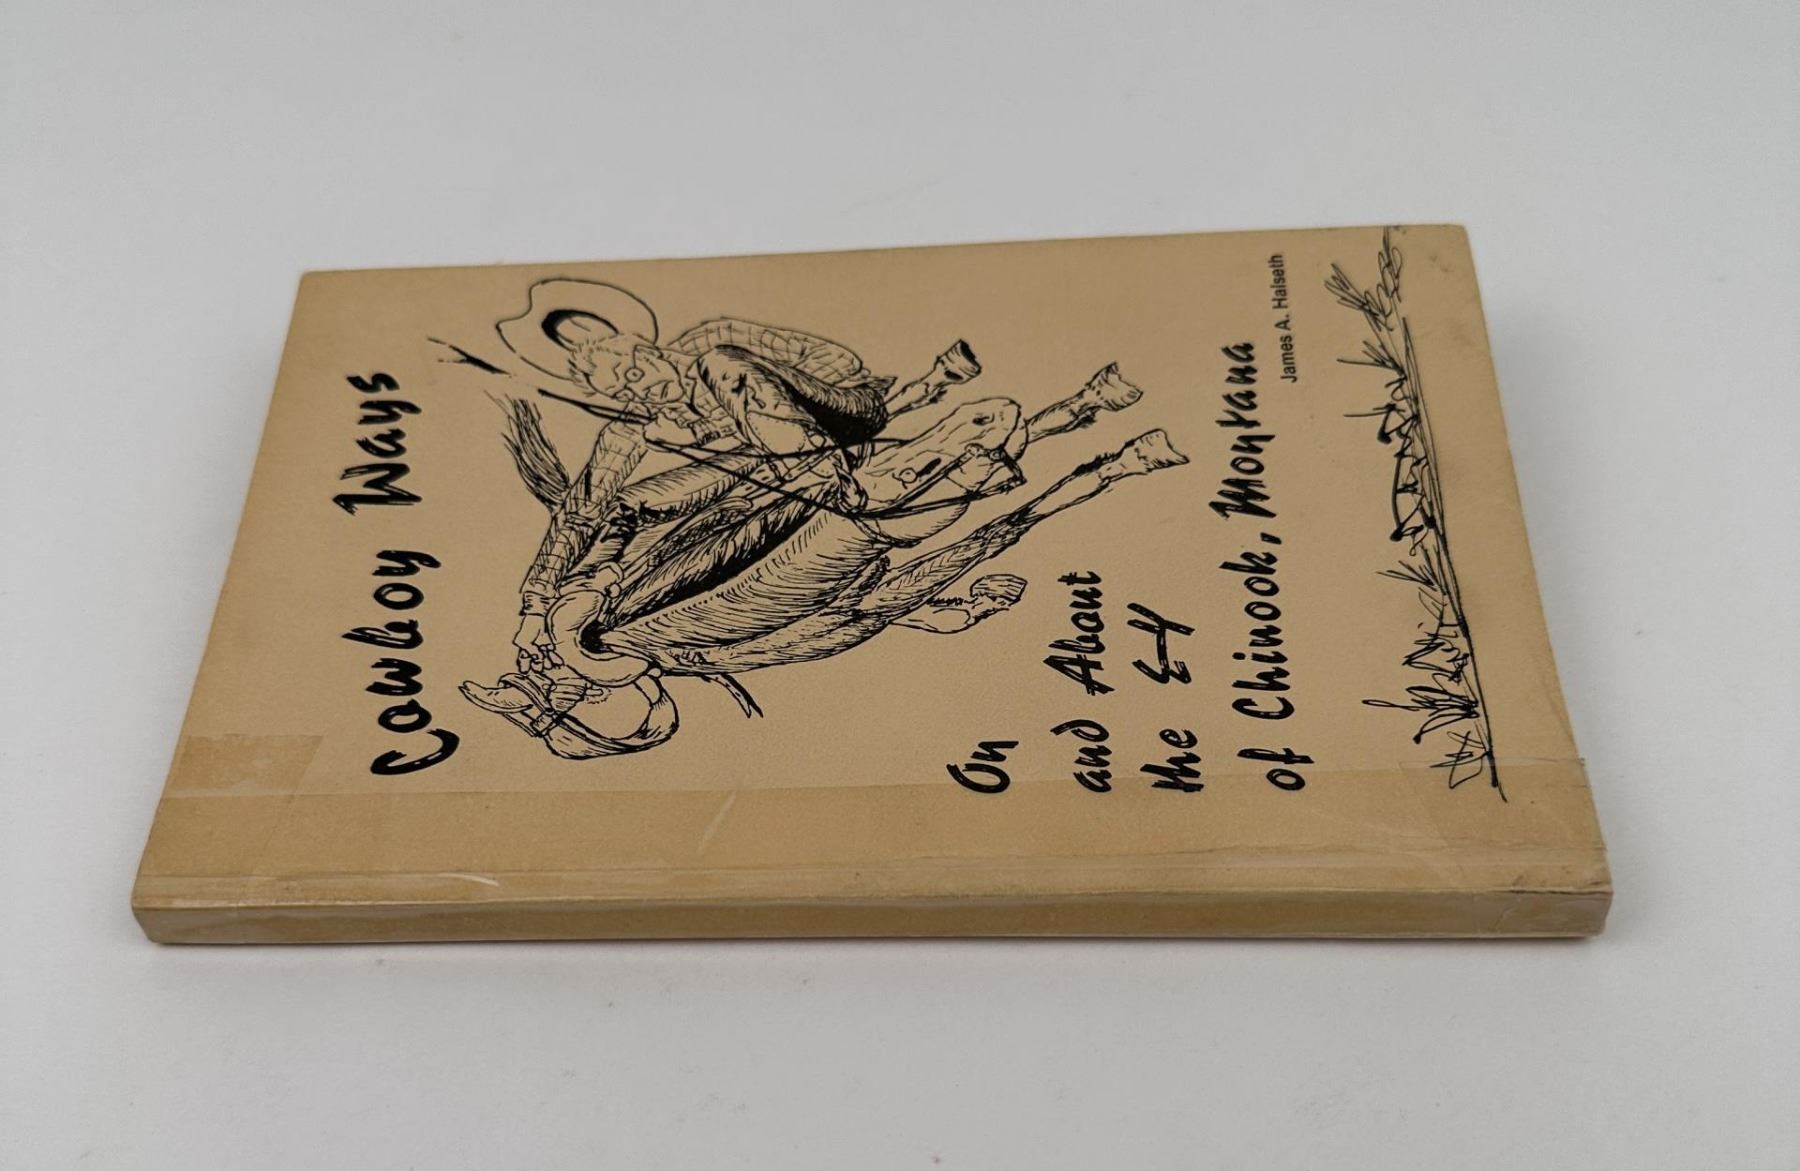 Cowboy Ways
On
and About
the E-Y
of Chinook, Montana
James A. Halseth